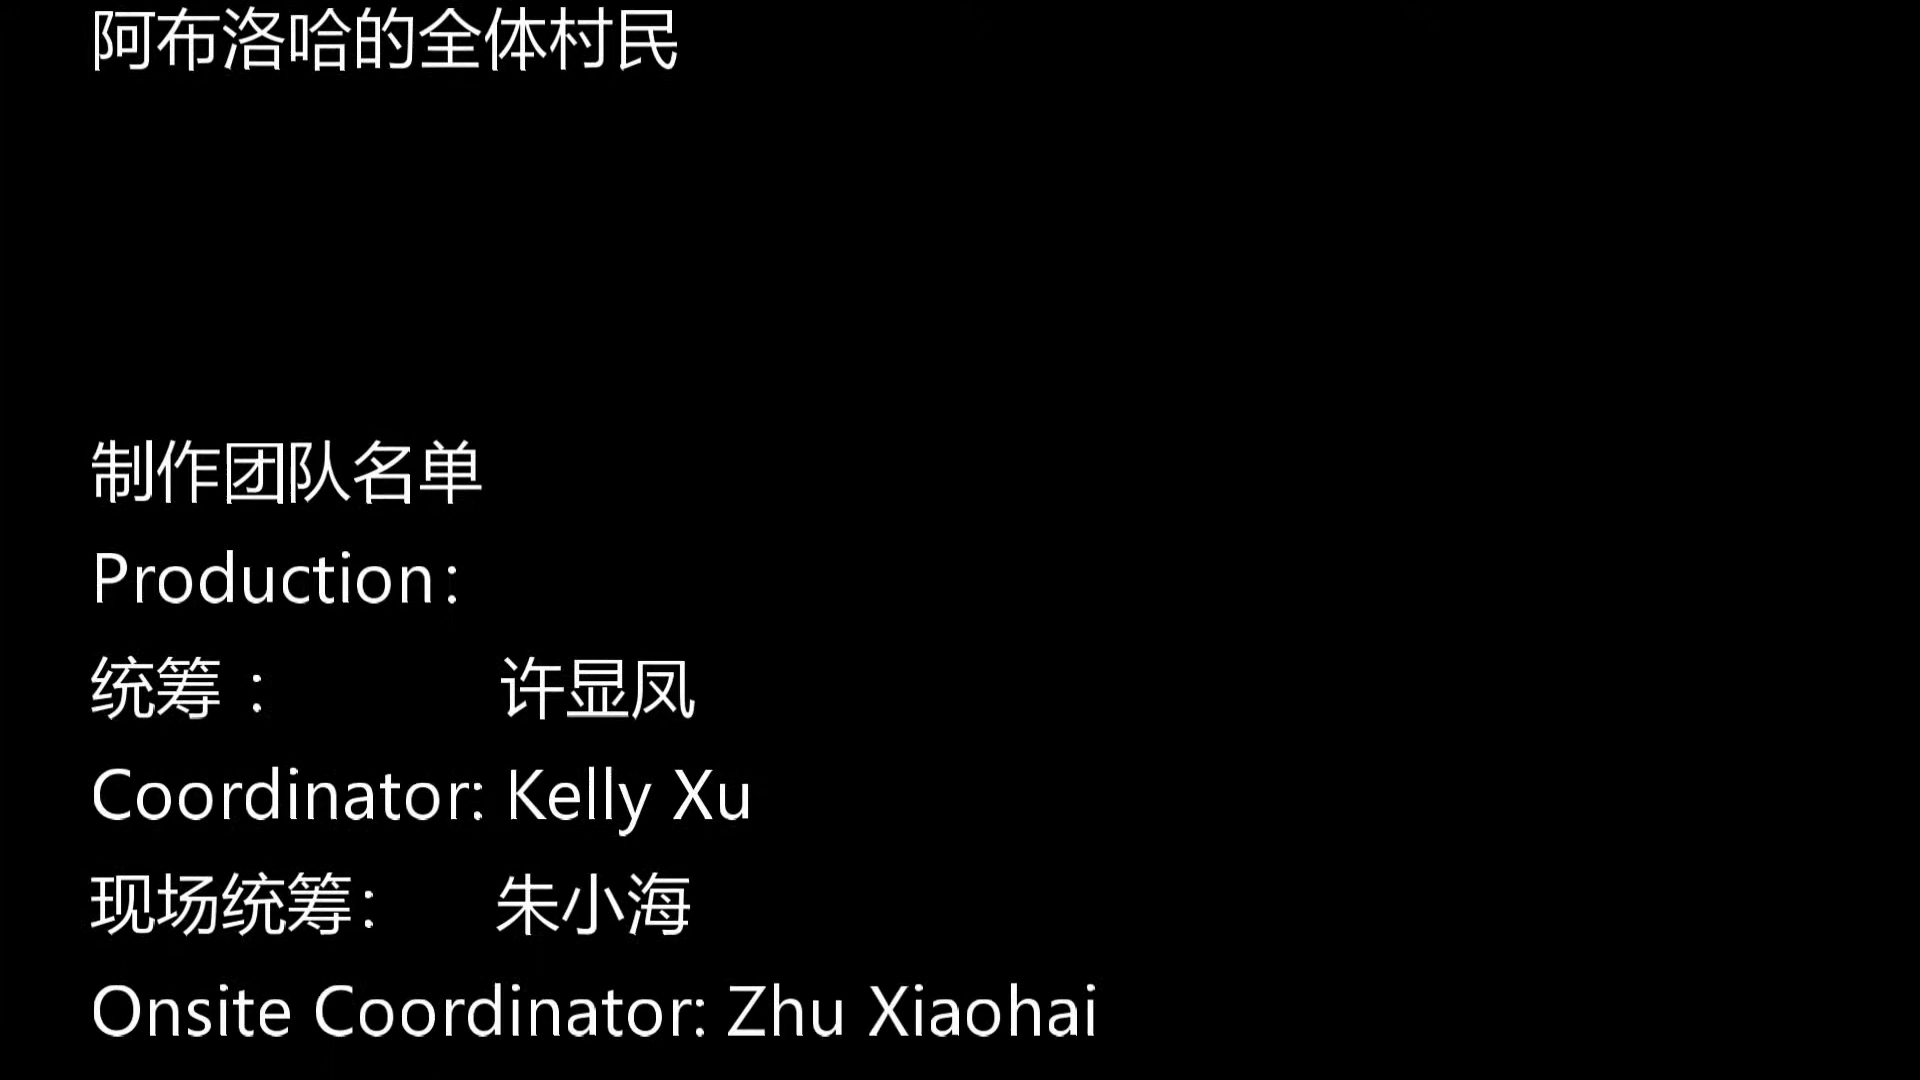 阿布洛哈的全体村民
制作团队名单
Production：
统筹 ： 许显凤
Coordinator: Kelly Xu
现场统筹： 朱小海
Onsite Coordinator: Zhu Xiaohai